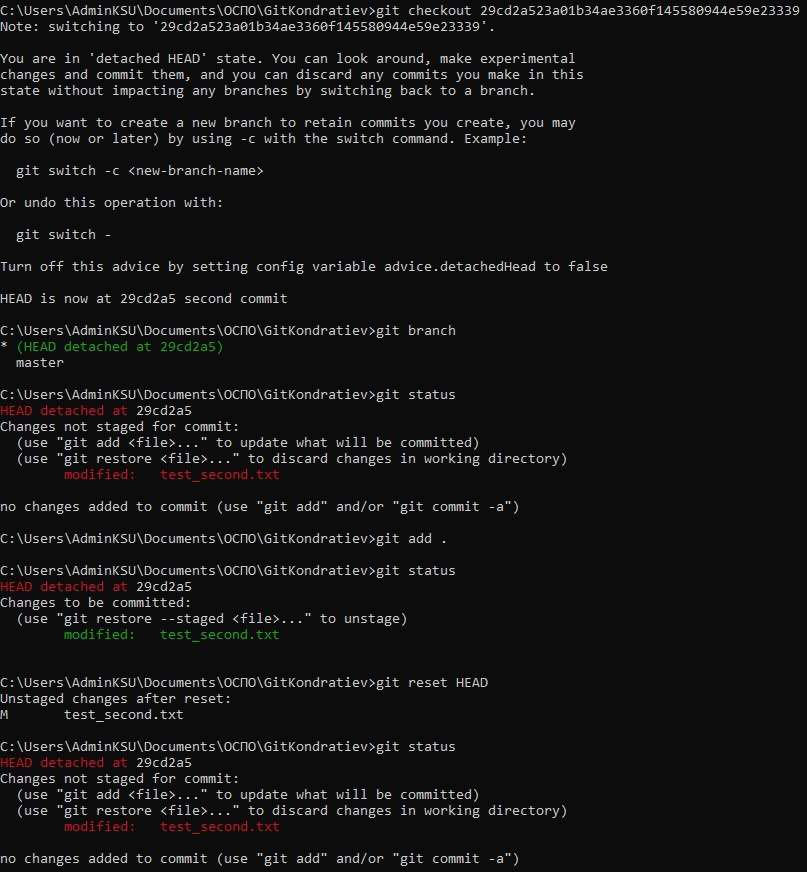 C:\Users\AdminKSU\Documents\ОСПО\GitKondratiev>git checkout 29cd2a523a01b34ae3360f145580944e59e23339
Note: switching to '29cd2a523a01b34ae3360f145580944e59e23339'.
You are in 'detached HEAD' state. You can look around, make experimental
changes and commit them, and you can discard any commits you make in this
state without impacting any branches by switching back to a branch.
If you want to create a new branch to retain commits you create, you may
do so (now or later) by using -c with the switch command. Example:
git switch -c <new-branch-name>
Or undo this operation with:
git switch -
Turn off this advice by setting config variable advice.detachedHead to false
HEAD is now at 29cd2a5 second commit
C:\Users\AdminKSU\Documents\ОСПО\GitKondratiev>git branch
* (HEAD detached at 29cd2a5)
master
C:\Users\AdminKSU\Documents\ОСПО\GitKondratiev>git status
HEAD detached at 29cd2a5
Changes not staged for commit:
(use "git add <file>..." to update what will be committed)
(use "git restore <file>..." to discard changes in working directory)
modified:   test_second.txt
no changes added to commit (use "git add" and/or "git commit -a")
C:\Users\AdminKSU\Documents\ОСПО\GitKondratiev>git add .
C:\Users\AdminKSU\Documents\ОСПО\GitKondratiev>git status
HEAD detached at 29cd2a5
Changes to be committed:
(use "git restore --staged <file>..." to unstage)
modified:   test_second.txt
C:\Users\AdminKSU\Documents\ОСПО\GitKondratiev>git reset HEAD
Unstaged changes after reset:
M       test_second.txt
C:\Users\AdminKSU\Documents\ОСПО\GitKondratiev>git status
HEAD detached at 29cd2a5
Changes not staged for commit:
(use "git add <file>..." to update what will be committed)
(use "git restore <file>..." to discard changes in working directory)
modified:   test_second.txt
no changes added to commit (use "git add" and/or "git commit -a")